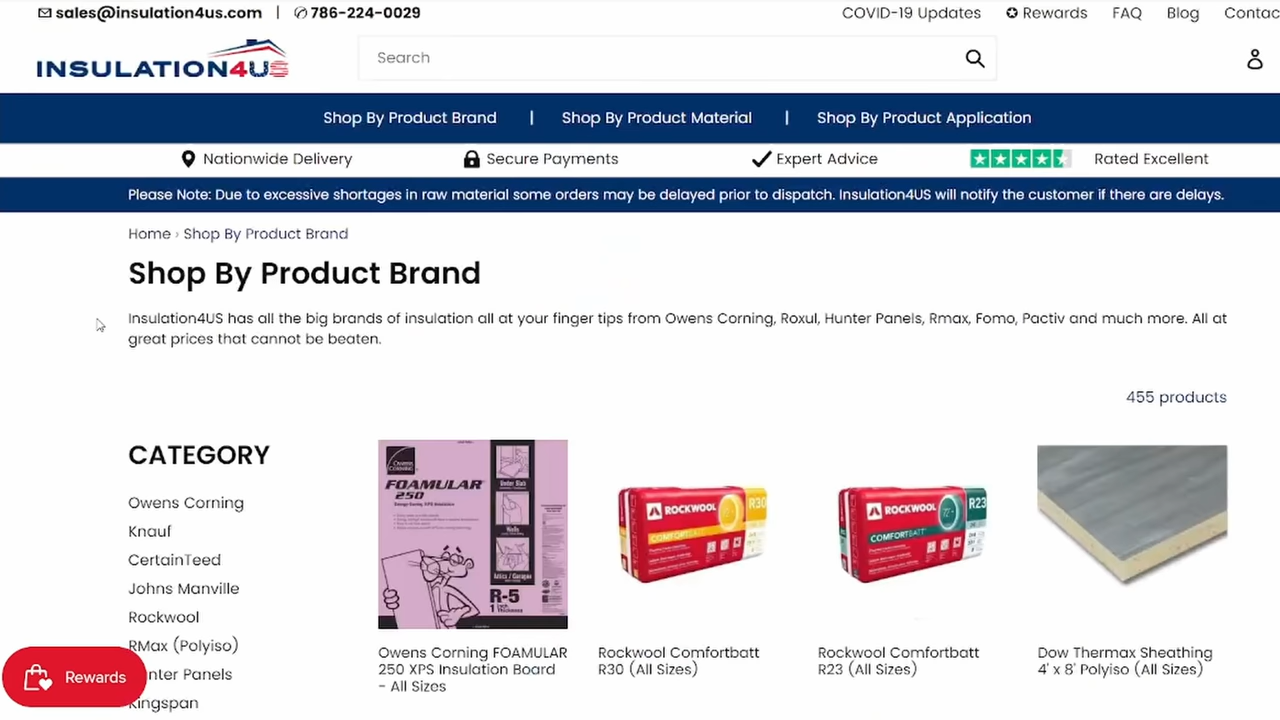 sales@insulation4us.com | 786-224-0029
COVID-19 Updates Rewards FAQ Blog Contac
INSULATION4US
Search
Shop By Product Brand | Shop By Product Material | Shop By Product Application
Nationwide Delivery Secure Payments Expert Advice Rated Excellent
Please Note: Due to excessive shortages in raw material some orders may be delayed prior to dispatch. Insulation4US will notify the customer if there are delays.
Home › Shop By Product Brand
Shop By Product Brand
Insulation4US has all the big brands of insulation all at your finger tips from Owens Corning, Roxul, Hunter Panels, Rmax, Fomo, Pactiv and much more. All at
great prices that cannot be beaten.
455 products
CATEGORY
Owens Corning
Knauf
CertainTeed
Johns Manville
Rockwool
RMax (Polyiso)
nter Panels
Kingspan
Rewards
FOAMULAR
250
Under Slab
Walls
Attics / Garages
R-5
1
Owens Corning FOAMULAR
250 XPS Insulation Board
- All Sizes
ROCKWOOL
R30
Rockwool Comfortbatt
R30 (All Sizes)
ROCKWOOL
R23
COMFORTBATT
Rockwool Comfortbatt
R23 (All Sizes)
Dow Thermax Sheathing
4' x 8' Polyiso (All Sizes)